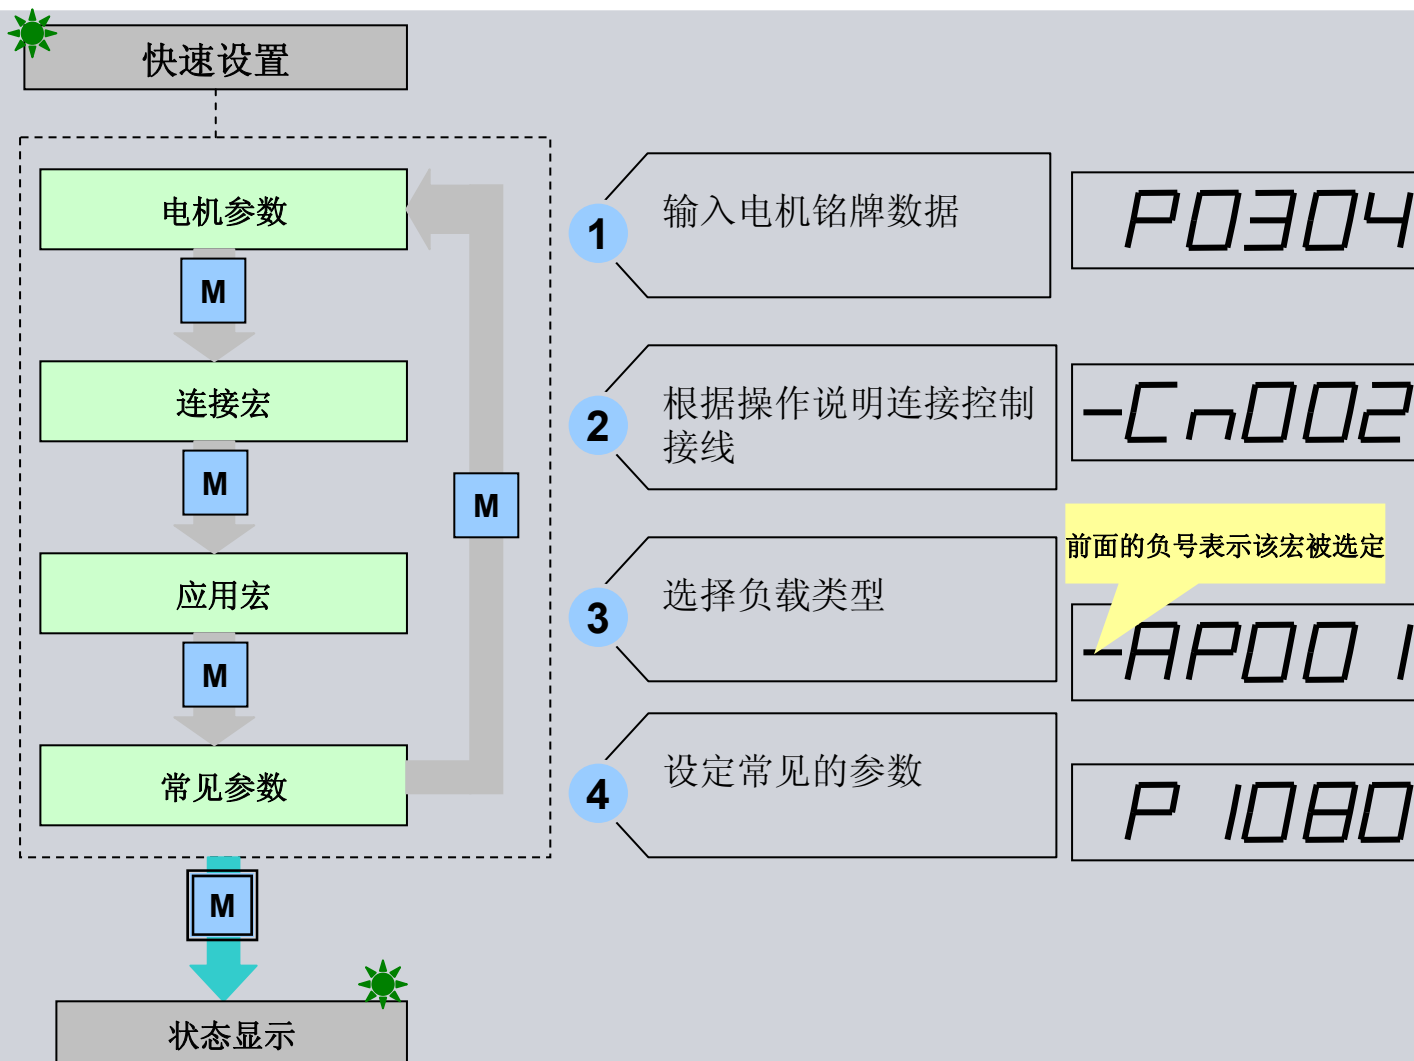 快速设置
电机参数
M
连接宏
M
应用宏
M
常见参数
M
M
状态显示
1
输入电机铭牌数据
P0304
2
根据操作说明连接控制
接线
-Cn002
前面的负号表示该宏被选定
3
选择负载类型
-AP001
4
设定常见的参数
P1080